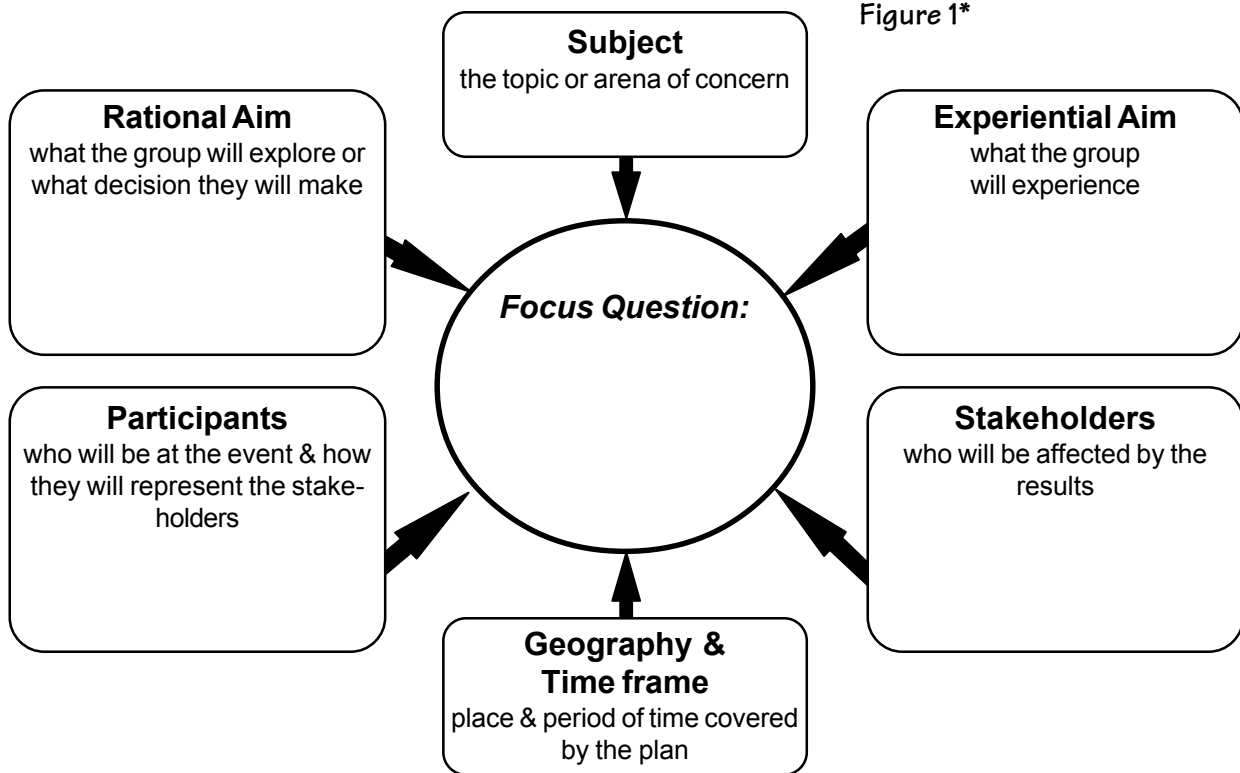 Figure 1*
Subject
the topic or arena of concern
Rational Aim
what the group will explore or
what decision they will make
Experiential Aim
what the group
will experience
Focus Question:
Participants
who will be at the event & how
they will represent the stake-
holders
Stakeholders
who will be affected by the
results
Geography &
Time frame
place & period of time covered
by the plan